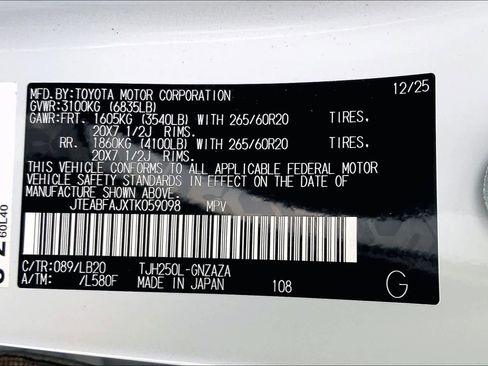 MFD.BY:TOYOTA MOTOR CORPORATION 12/25
GVWR:3100KG (6835LB)
GAWR:FRT. 1605KG (3540LB) WITH 265/60R20 TIRES,
20X7 1/2J RIMS.
RR. 1860KG (4100LB) WITH 265/60R20 TIRES,
20X7 1/2J RIMS.
THIS VEHICLE CONFORMS TO ALL APPLICABLE FEDERAL MOTOR
VEHICLE SAFETY STANDARDS IN EFFECT ON THE DATE OF
MANUFACTURE SHOWN ABOVE.
JTEABFAJXTK059098 MPV
C/TR:089/LB20 TJH250L-GNZAZA
A/TM: /L580F MADE IN JAPAN 108
G
60L40